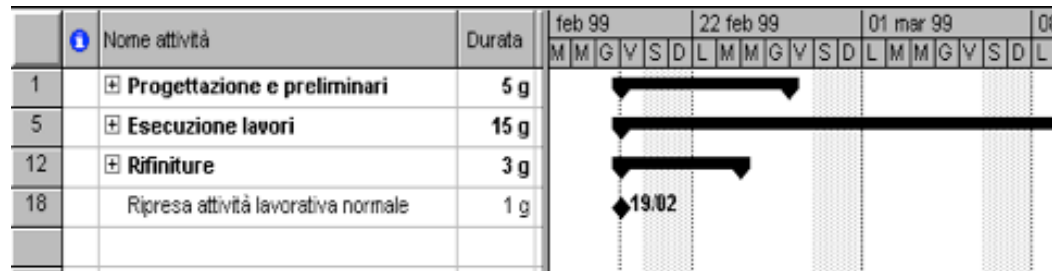 Nome attività Durata feb 99 22 feb 99 01 mar 99 08
M M G V S D L M M G V S D L M M G V S D L
1 Progettazione e preliminari 5 g
5 Esecuzione lavori 15 g
12 Rifiniture 3 g
18 Ripresa attività lavorativa normale 1 g 19/02